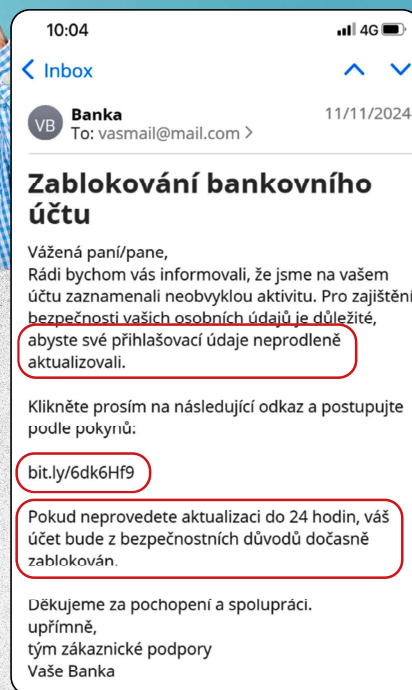 10:04
4G
Inbox
VB
Banka
11/11/2024
To: vasmail@mail.com >
Zablokování bankovního
účtu
Vážená paní/pane,
Rádi bychom vás informovali, že jsme na vašem
účtu zaznamenali neobvyklou aktivitu. Pro zajištění
bezpečnosti vašich osobních údajů je důležité,
abyste své přihlašovací údaje neprodleně
aktualizovali.
Klikněte prosím na následující odkaz a postupujte
podle pokynů:
bit.ly/6dk6Hf9
Pokud neprovedete aktualizaci do 24 hodin, váš
účet bude z bezpečnostních důvodů dočasně
zablokován.
Děkujeme za pochopení a spolupráci.
upřímně,
tým zákaznické podpory
Vaše Banka